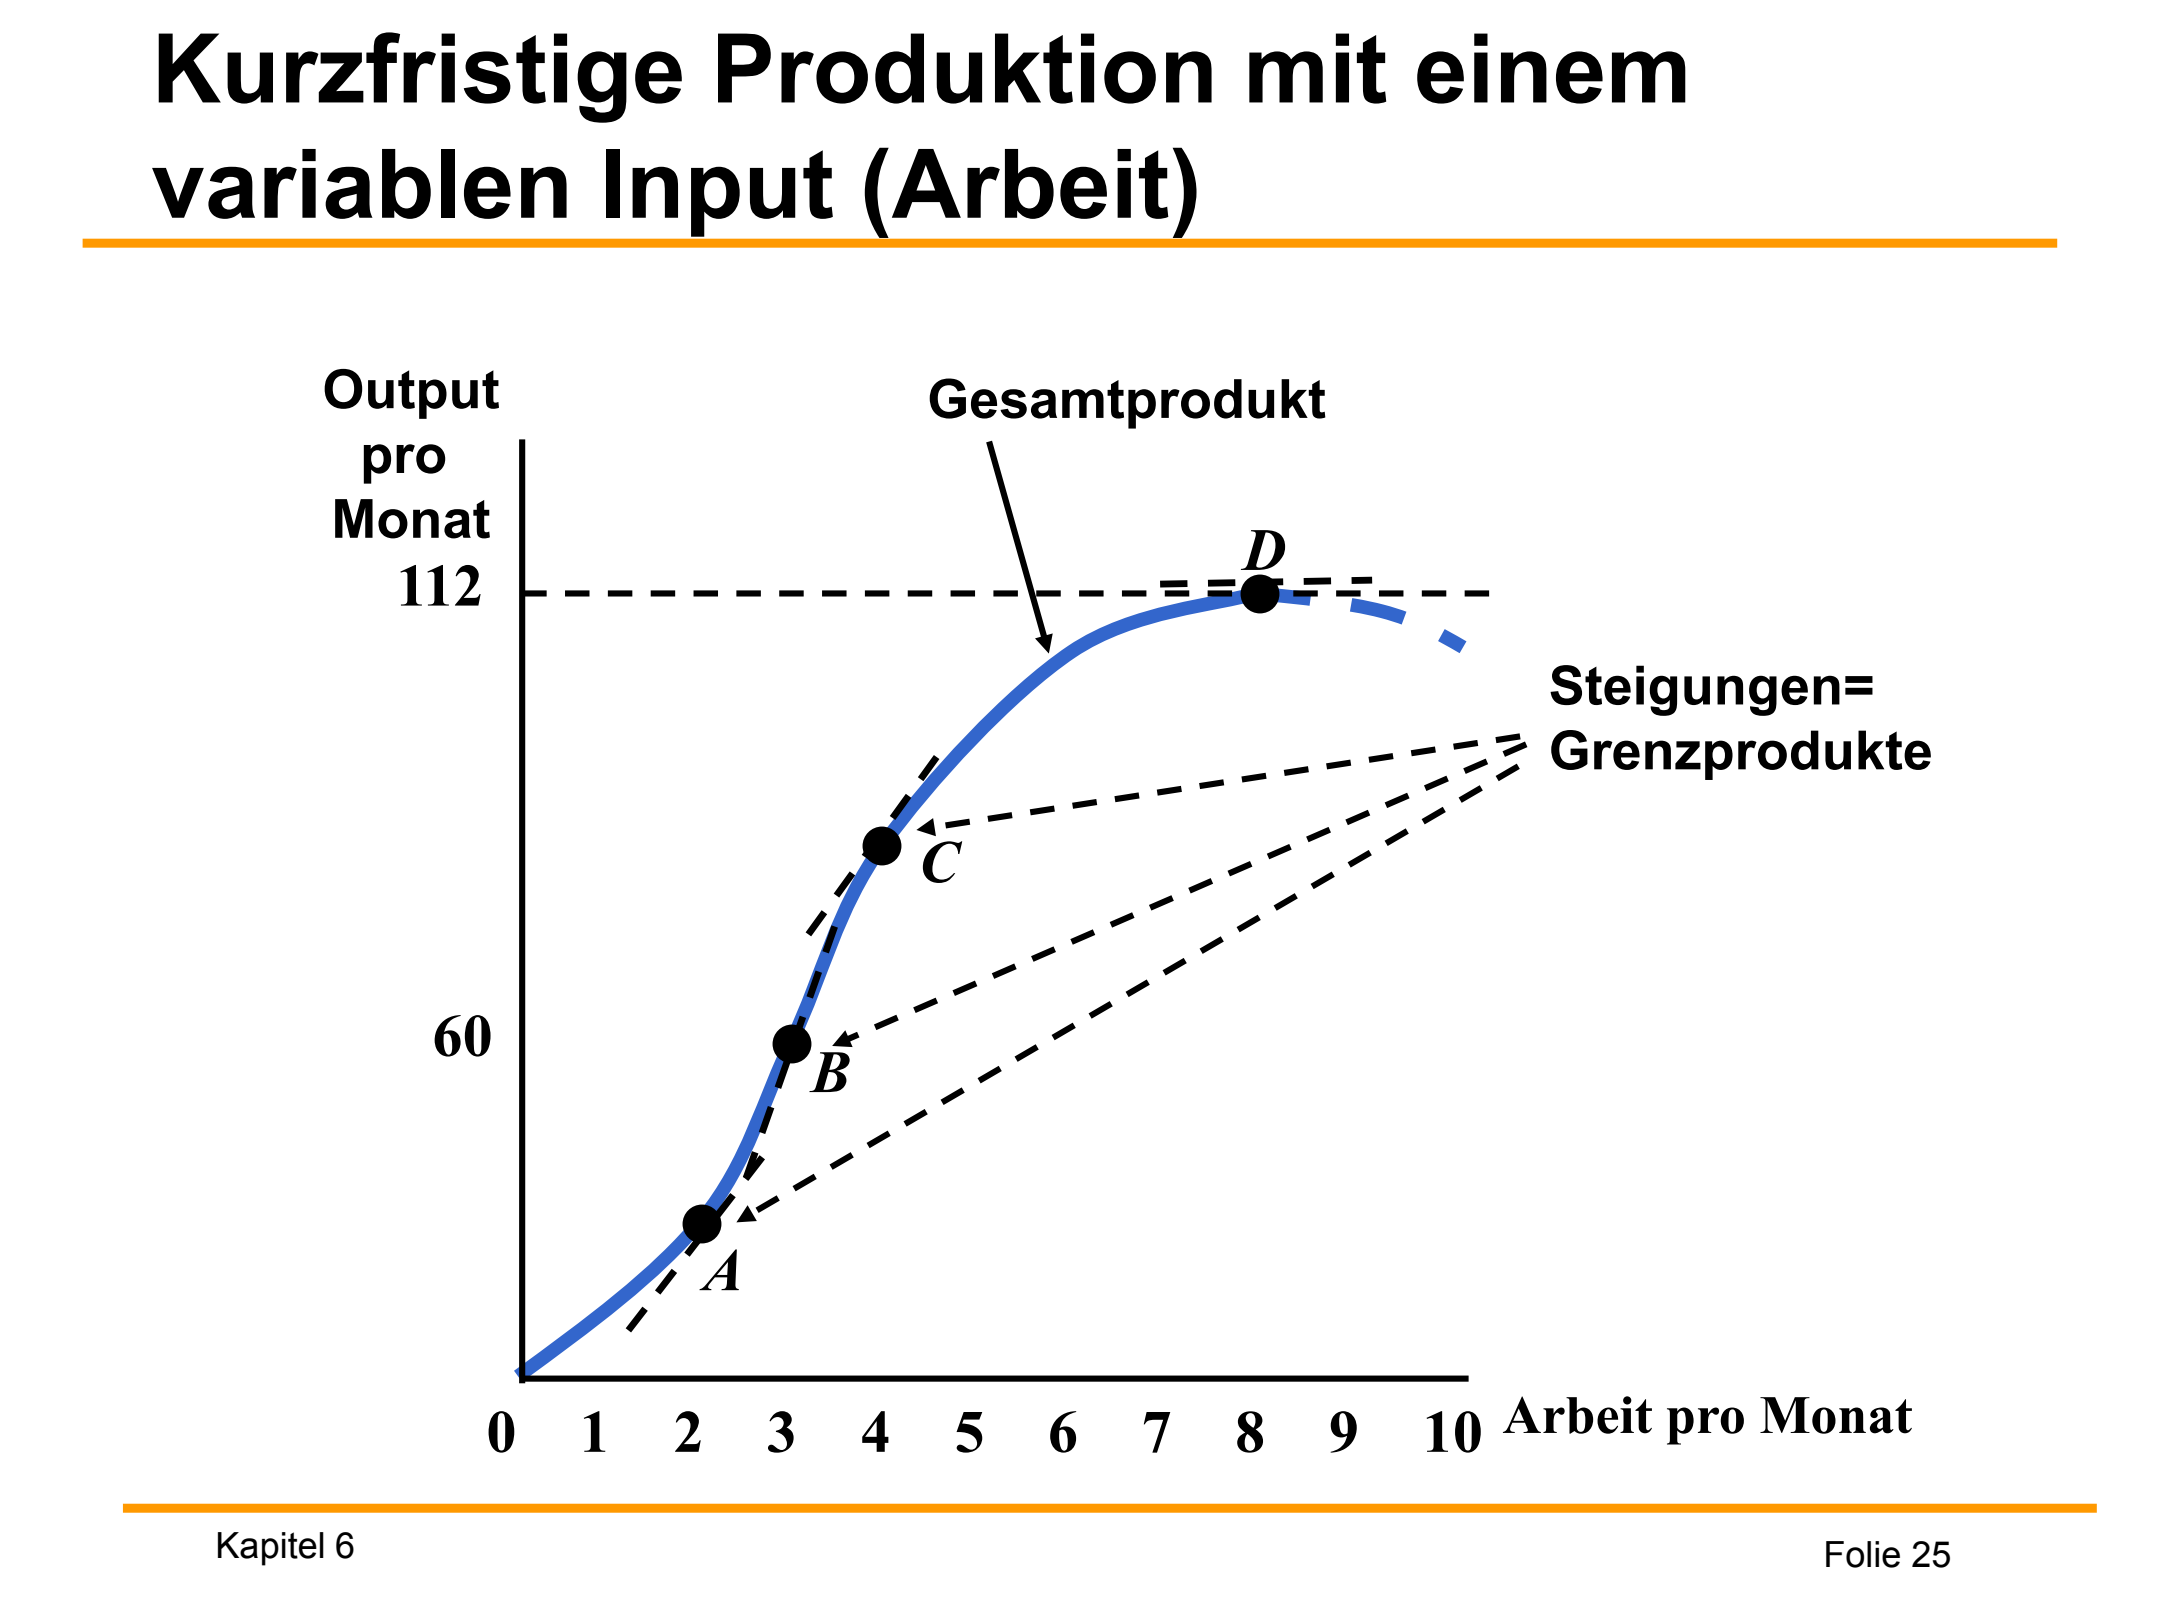 Kurzfristige Produktion mit einem
variablen Input (Arbeit)
Output
pro
Monat
Gesamtprodukt
112
D
Steigungen=
Grenzprodukte
C
60
B
A
0 1 2 3 4 5 6 7 8 9 10 Arbeit pro Monat
Kapitel 6
Folie 25